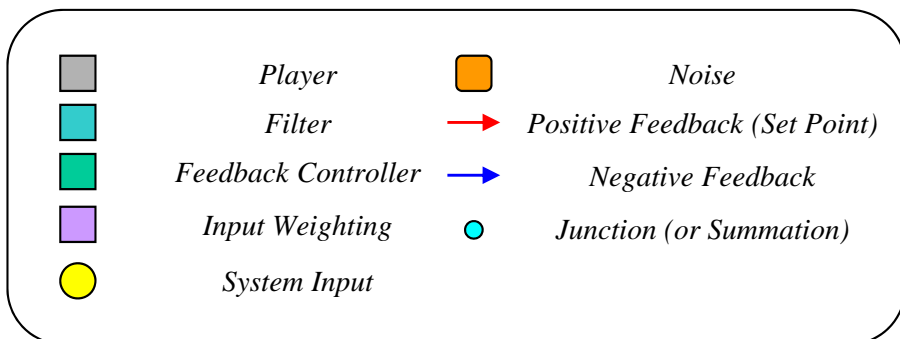 Player
Noise
Filter
Positive Feedback (Set Point)
Feedback Controller
Negative Feedback
Input Weighting
Junction (or Summation)
System Input